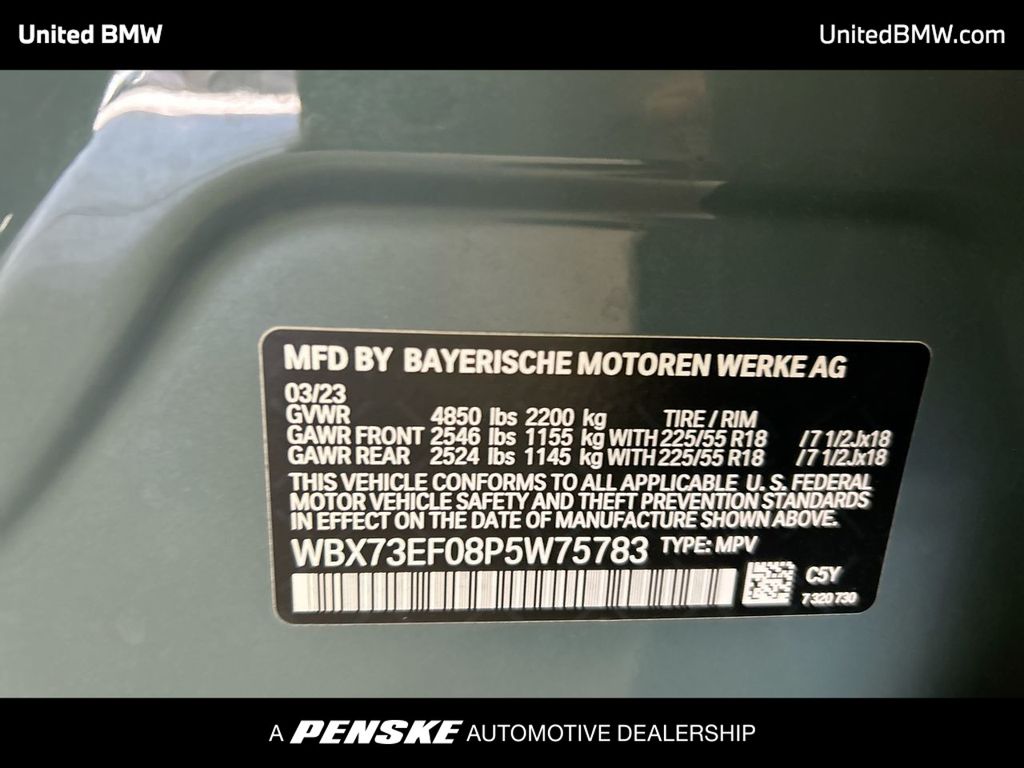 United BMW
UnitedBMW.com
MFD BY BAYERISCHE MOTOREN WERKE AG
03/23
GVWR 4850 lbs 2200 kg TIRE / RIM
GAWR FRONT 2546 lbs 1155 kg WITH 225/55 R18 /7 1/2Jx18
GAWR REAR 2524 lbs 1145 kg WITH 225/55 R18 /7 1/2Jx18
THIS VEHICLE CONFORMS TO ALL APPLICABLE U. S. FEDERAL
MOTOR VEHICLE SAFETY AND THEFT PREVENTION STANDARDS
IN EFFECT ON THE DATE OF MANUFACTURE SHOWN ABOVE.
WBX73EF08P5W75783 TYPE: MPV
C5Y
7 320 730
A PENSKE AUTOMOTIVE DEALERSHIP